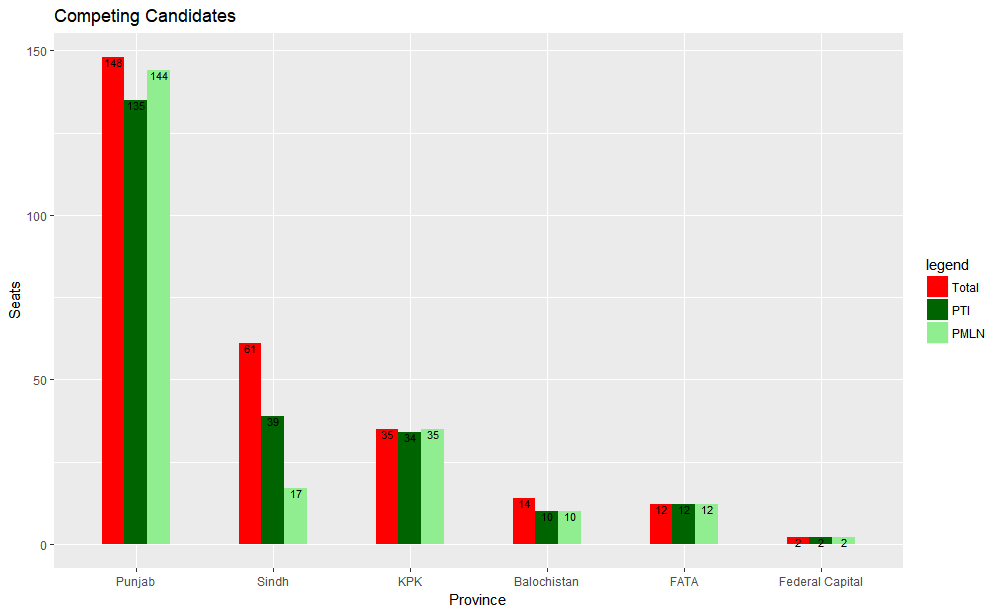 Competing Candidates
Seats
150
100
50
0
148
135
144
61
39
17
35
34
35
14
10
10
12
12
12
2
2
2
Punjab
Sindh
KPK
Balochistan
FATA
Federal Capital
Province
legend
Total
PTI
PMLN